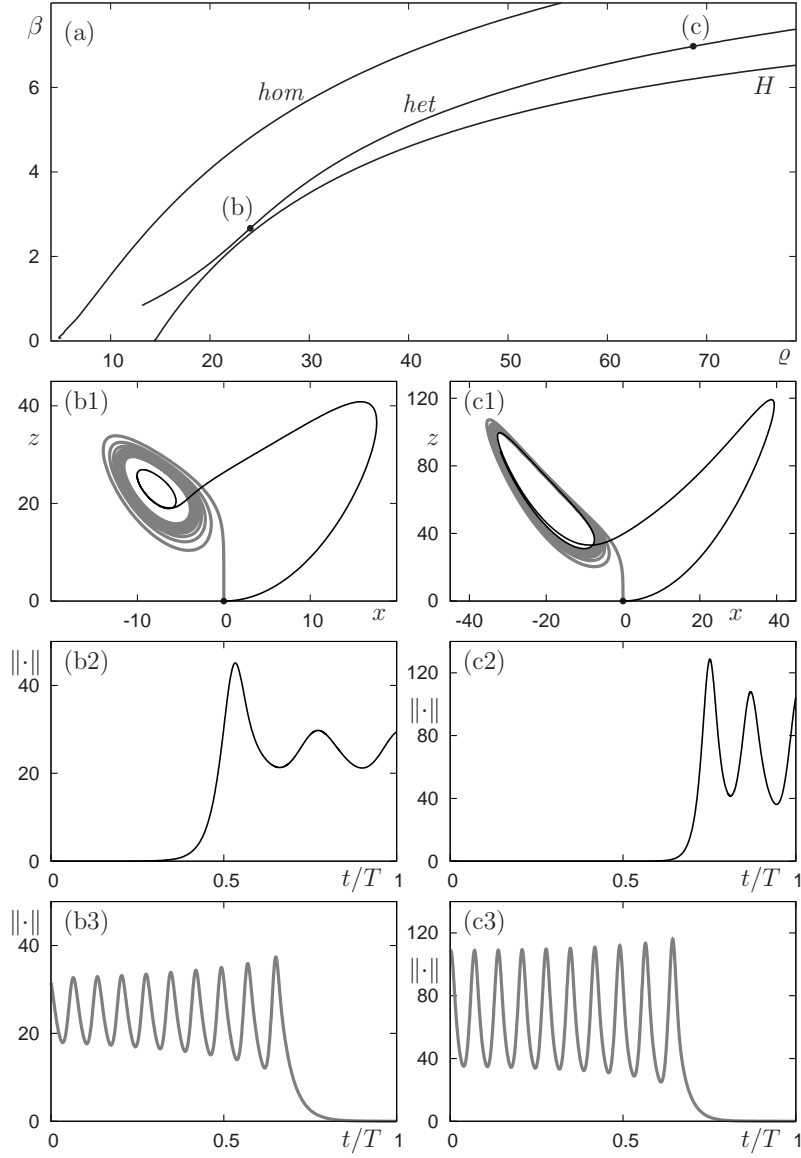 β
(a)
(c)
6
hom
het
H
4
(b)
2
0
10 20 30 40 50 60 70 ϱ
40 (b1)
z
20
0
-10 0 10 x
120 (c1)
z
80
40
0
-40 -20 0 20 x 40
||·|| (b2)
40
20
0
0 0.5 t/T 1
(c2)
120
||·||
80
40
0
0 0.5 t/T 1
||·|| (b3)
40
20
0
0 0.5 t/T 1
(c3)
120
||·||
80
40
0
0 0.5 t/T 1